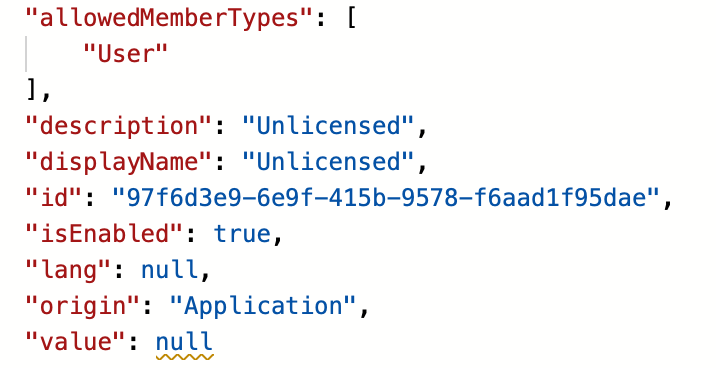 "allowedMemberTypes": [
"User"
],
"description": "Unlicensed",
"displayName": "Unlicensed",
"id": "97f6d3e9-6e9f-415b-9578-f6aad1f95dae",
"isEnabled": true,
"lang": null,
"origin": "Application",
"value": null